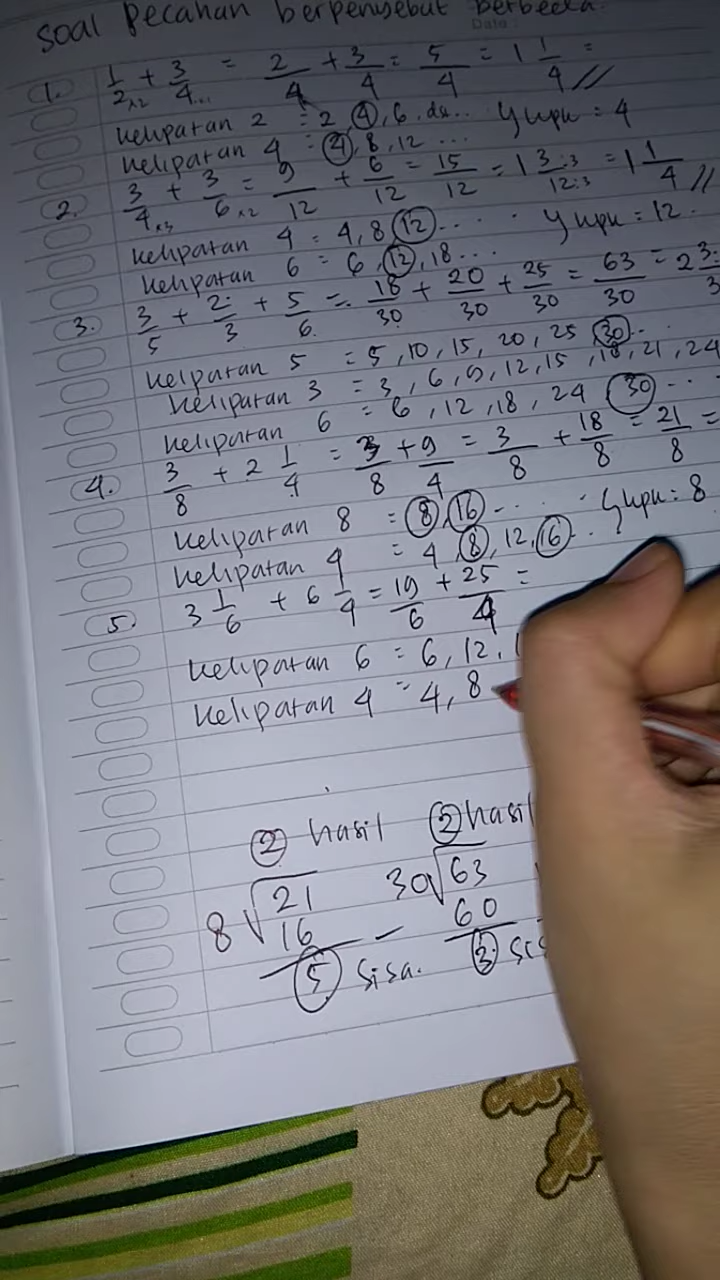 Soal Pecahan berpenyebut berbeda
Date:
1. 1/2 ×2 + 3/4 ... = 2/4 + 3/4 = 5/4 = 1 1/4 // =
Kelipatan 2 = 2, 4, 6, ds... yg kpk = 4
Kelipatan 4 = 4, 8, 12 ...
2. 3/4 ×3 + 3/6 ×2 = 9/12 + 6/12 = 15/12 = 1 3:3/12:3 = 1 1/4 //
Kelipatan 4 = 4, 8 12 .... yg kpk = 12.
Kelipatan 6 = 6, 12, 18 ...
3. 3/5 + 2/3 + 5/6 = 18/30 + 20/30 + 25/30 = 63/30 = 2 3:/3
Kelipatan 5 = 5, 10, 15, 20, 25 30 ..
Kelipatan 3 = 3, 6, 9, 12, 15, 18, 21, 24
Kelipatan 6 = 6, 12, 18, 24 30 ...
4. 3/8 + 2 1/4 = 3/8 + 9/4 = 3/8 + 18/8 = 21/8 =
Kelipatan 8 = 8, 16 ..... yg kpk = 8
Kelipatan 4 = 4, 8, 12, 16 .
5. 3 1/6 + 6 1/4 = 19/6 + 25/4 =
Kelipatan 6 = 6, 12, 1
Kelipatan 4 = 4, 8
2 hasil 2 hasil
8 √ 21 30 √ 63
16 - 60
5 sisa. 3 sis